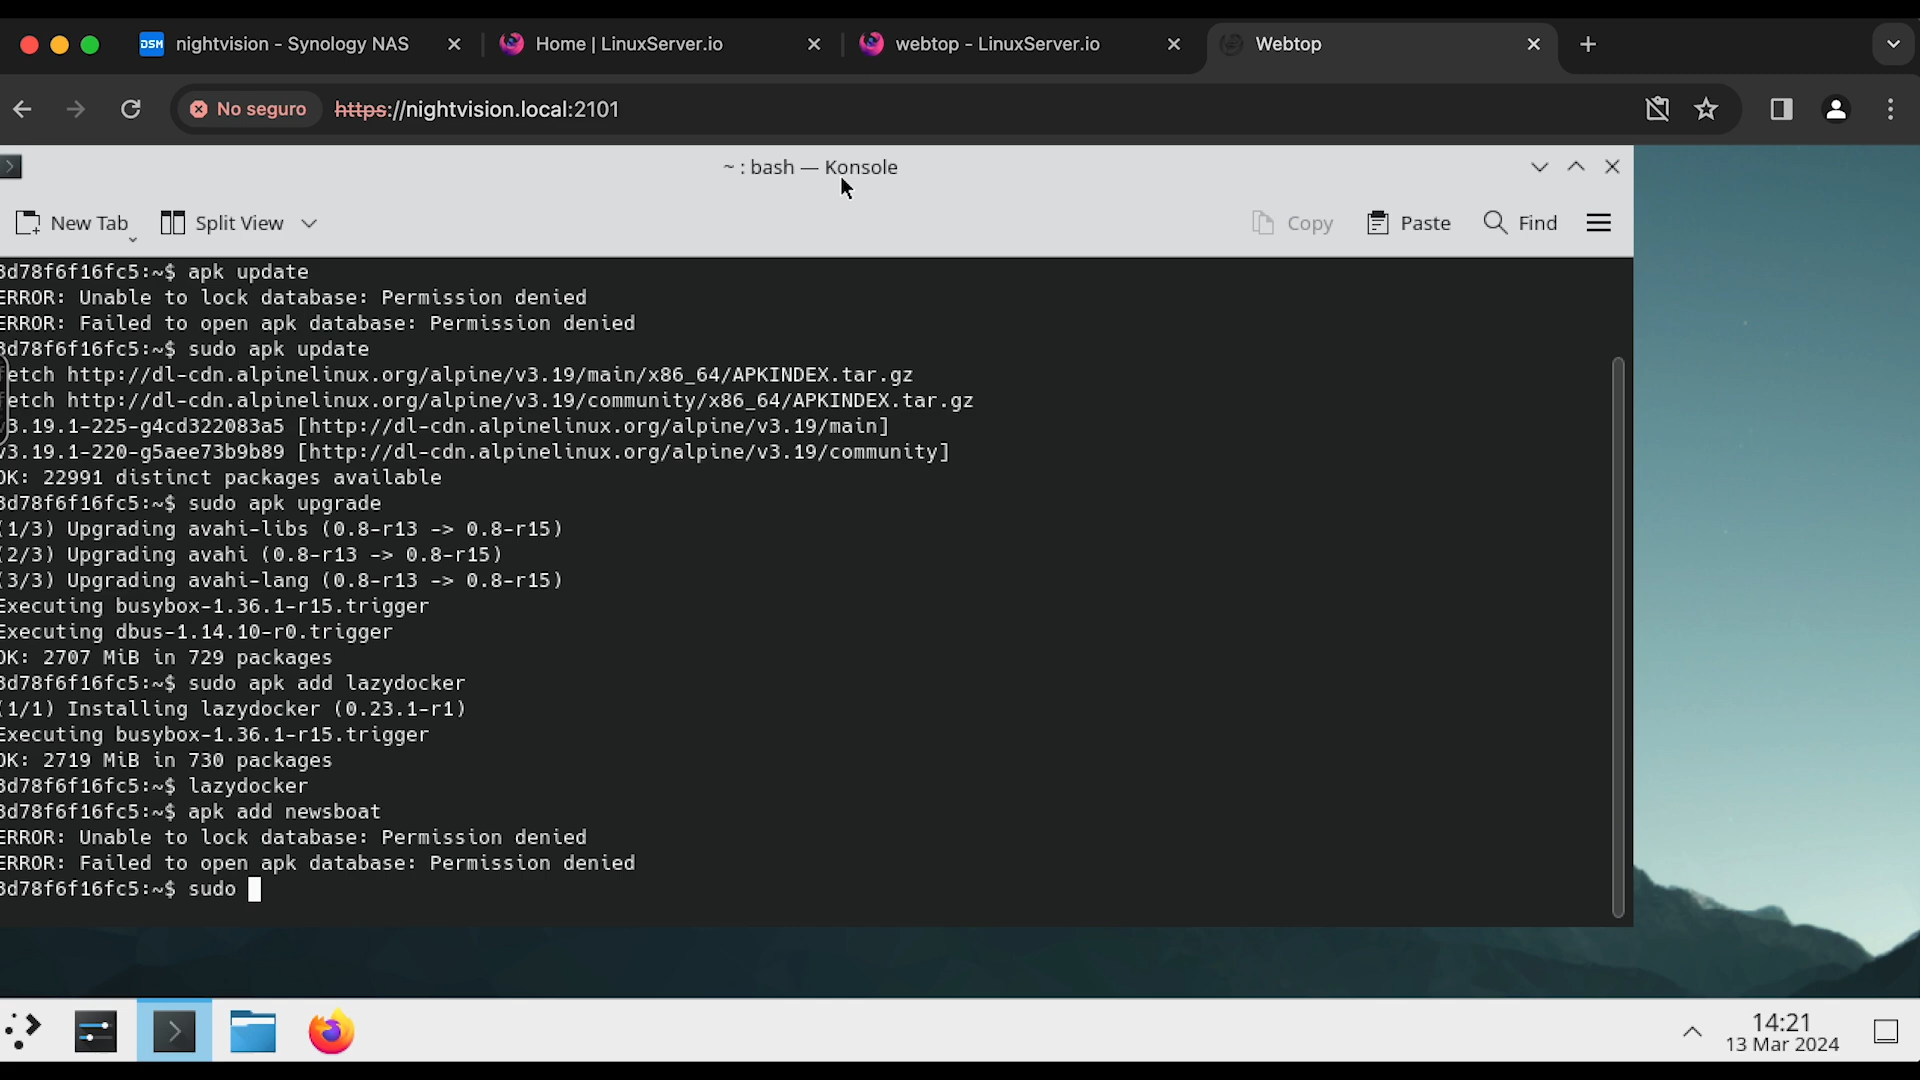 DSM nightvision - Synology NAS
Home | LinuxServer.io
webtop - LinuxServer.io
Webtop
No seguro https://nightvision.local:2101
~ : bash — Konsole
New Tab Split View Copy Paste Find
3d78f6f16fc5:~$ apk update
ERROR: Unable to lock database: Permission denied
ERROR: Failed to open apk database: Permission denied
3d78f6f16fc5:~$ sudo apk update
fetch http://dl-cdn.alpinelinux.org/alpine/v3.19/main/x86_64/APKINDEX.tar.gz
fetch http://dl-cdn.alpinelinux.org/alpine/v3.19/community/x86_64/APKINDEX.tar.gz
v3.19.1-225-g4cd322083a5 [http://dl-cdn.alpinelinux.org/alpine/v3.19/main]
v3.19.1-220-g5aee73b9b89 [http://dl-cdn.alpinelinux.org/alpine/v3.19/community]
OK: 22991 distinct packages available
3d78f6f16fc5:~$ sudo apk upgrade
(1/3) Upgrading avahi-libs (0.8-r13 -> 0.8-r15)
(2/3) Upgrading avahi (0.8-r13 -> 0.8-r15)
(3/3) Upgrading avahi-lang (0.8-r13 -> 0.8-r15)
Executing busybox-1.36.1-r15.trigger
Executing dbus-1.14.10-r0.trigger
OK: 2707 MiB in 729 packages
3d78f6f16fc5:~$ sudo apk add lazydocker
(1/1) Installing lazydocker (0.23.1-r1)
Executing busybox-1.36.1-r15.trigger
OK: 2719 MiB in 730 packages
3d78f6f16fc5:~$ lazydocker
3d78f6f16fc5:~$ apk add newsboat
ERROR: Unable to lock database: Permission denied
ERROR: Failed to open apk database: Permission denied
3d78f6f16fc5:~$ sudo
14:21
13 Mar 2024